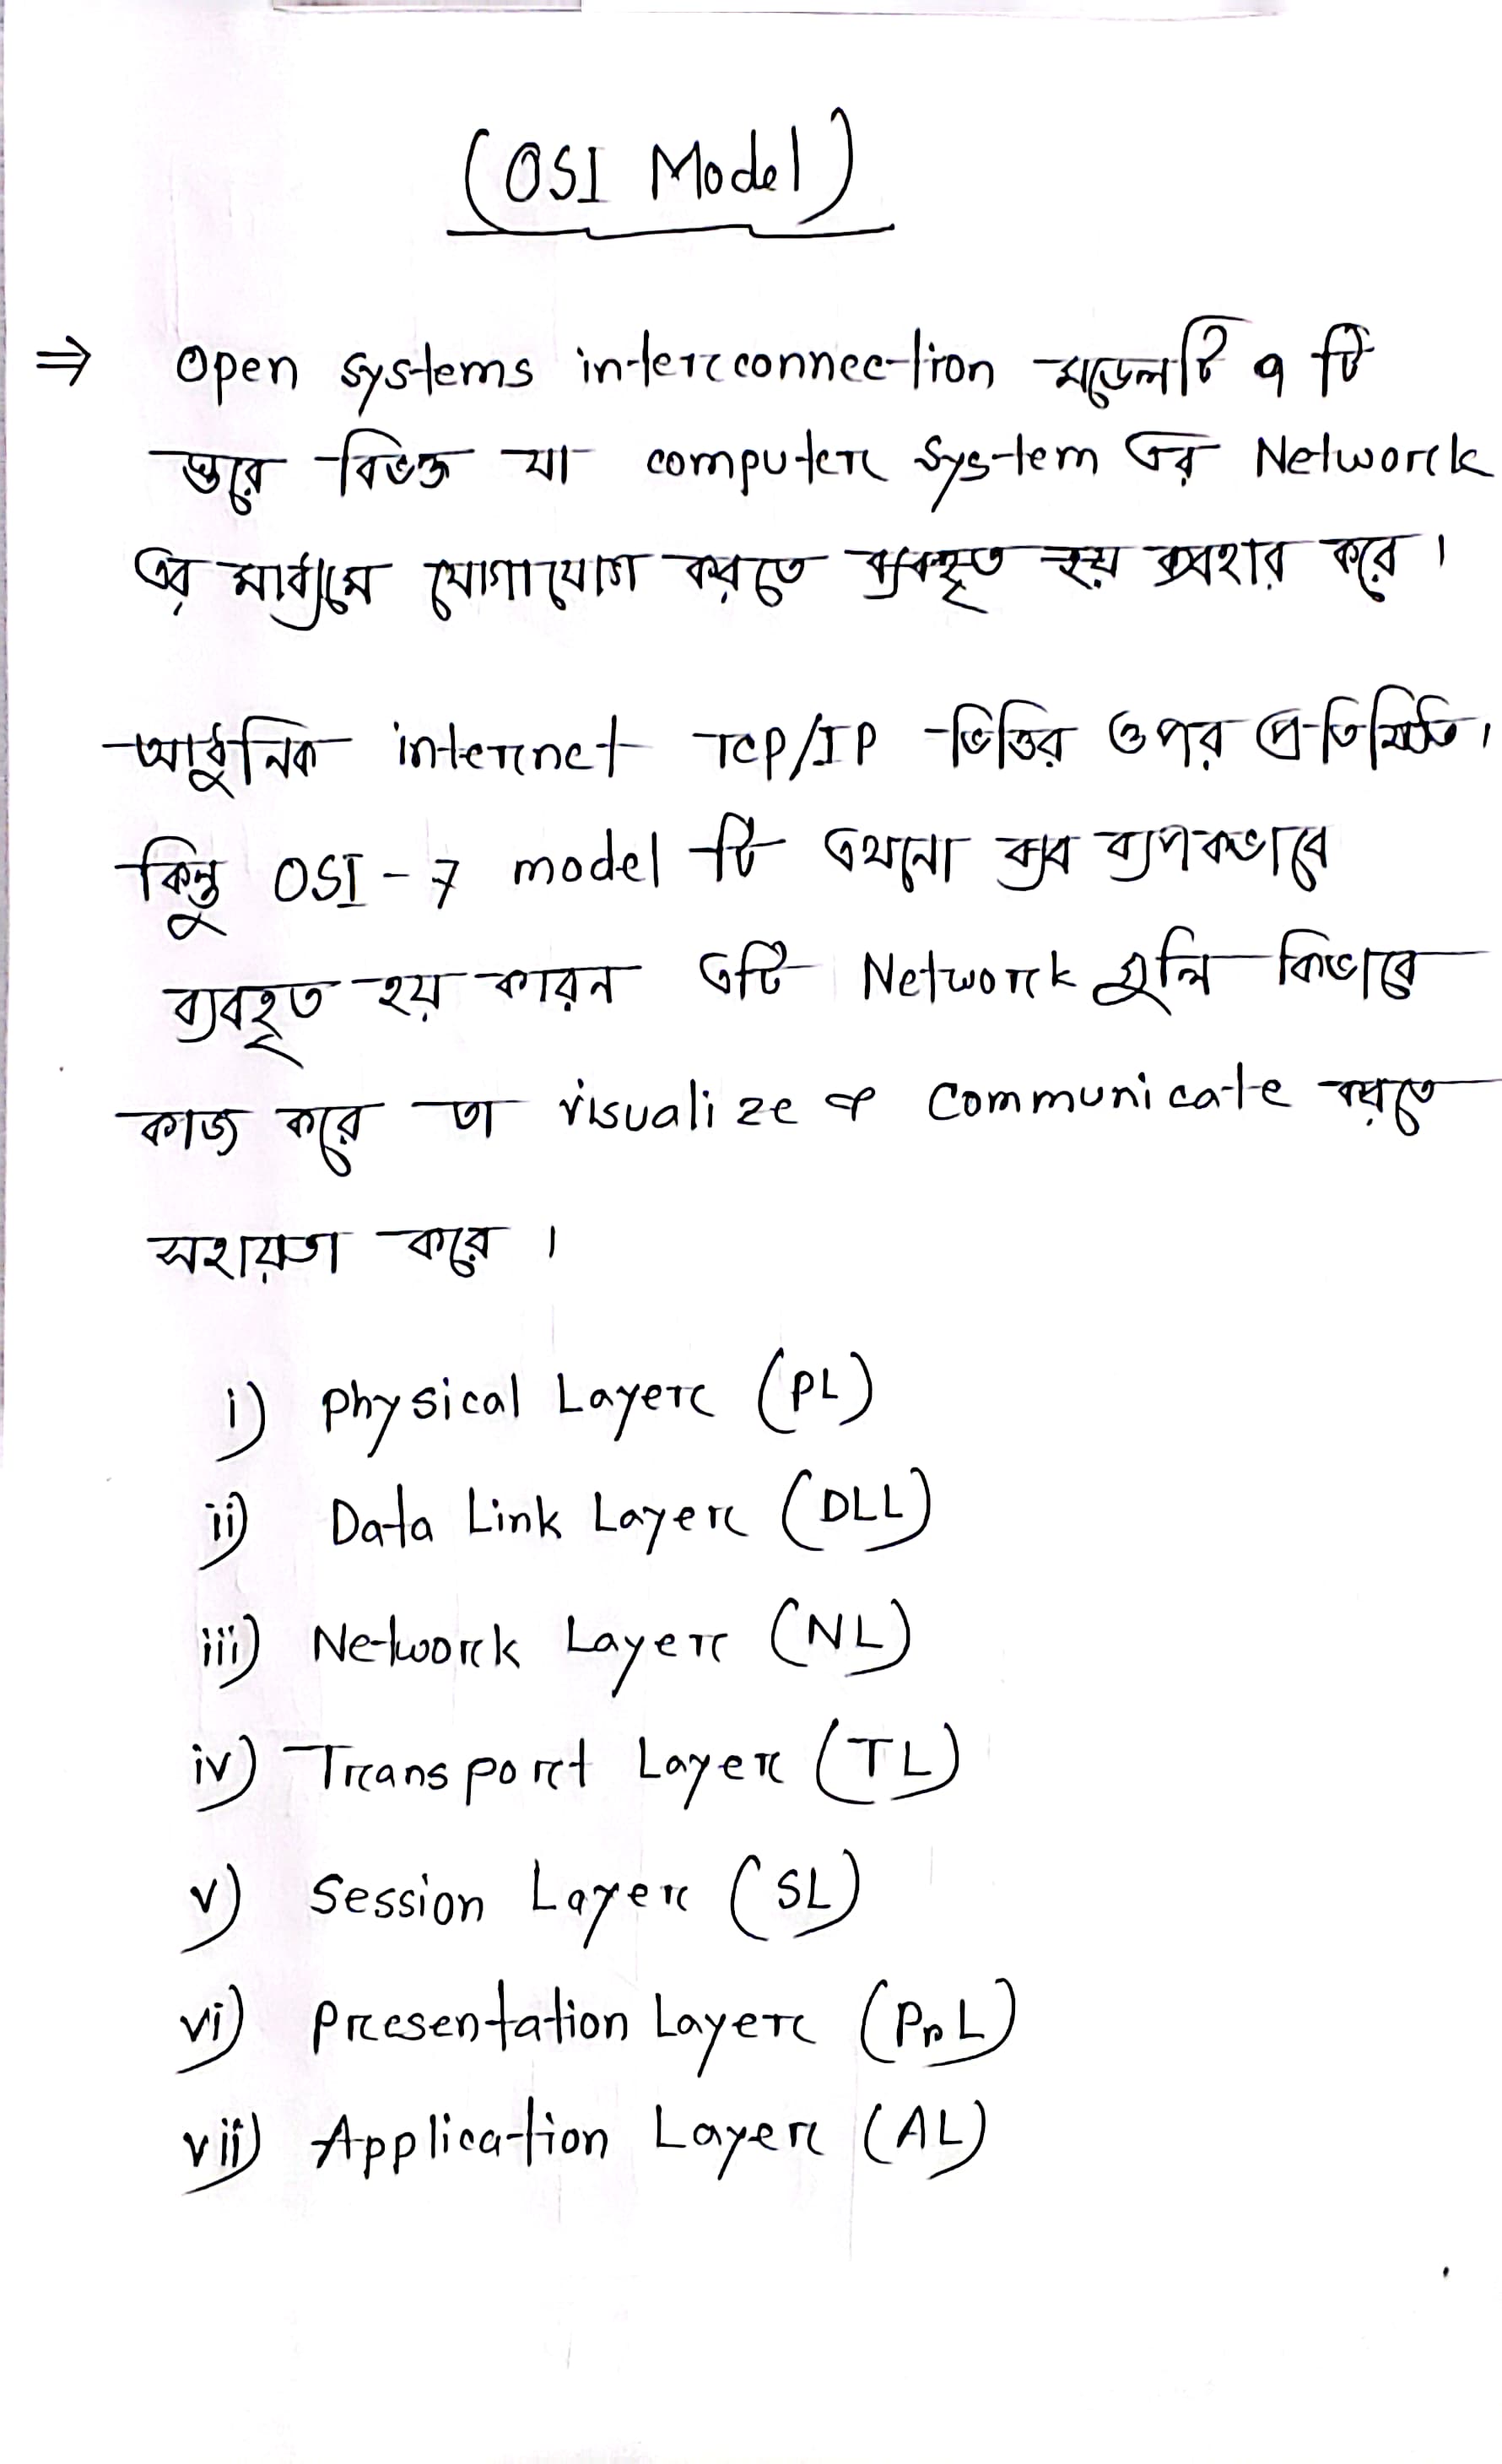 (OSI Model)
⇒ Open systems interconnection মডেলটি ৭ টি
স্তরে বিভক্ত যা computer system এর Network
এর মাধ্যমে যোগাযোগ করতে ব্যবহৃত হয় ব্যবহার করে।
আধুনিক internet TCP/IP ভিত্তির ওপর প্রতিষ্ঠিত।
কিন্তু OSI-7 model টি এখনো ব্যব ব্যপকভাবে
ব্যবহৃত হয় কারন এটি Network গুলি কিভাবে
কাজ করে তা visualize & communicate করতে
সহায়তা করে।
i) Physical Layer (PL)
ii) Data Link Layer (DLL)
iii) Network Layer (NL)
iv) Transport Layer (TL)
v) Session Layer (SL)
vi) Presentation Layer (PnL)
vii) Application Layer (AL)